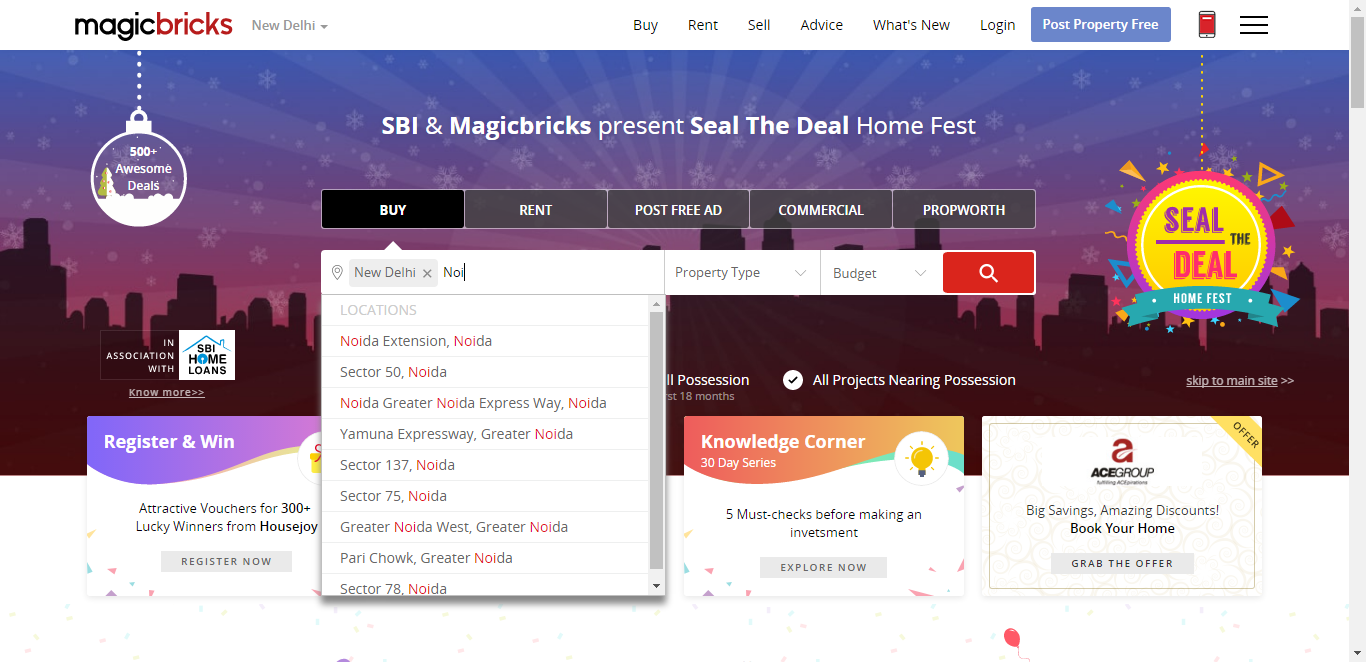 magicbricks
New Delhi
Buy
Rent
Sell
Advice
What's New
Login
Post Property Free
500+
Awesome
Deals
SBI & Magicbricks present Seal The Deal Home Fest
BUY
RENT
POST FREE AD
COMMERCIAL
PROPWORTH
New Delhi × Noi
Property Type
Budget
SEAL
THE
DEAL
HOME FEST
LOCATIONS
Noida Extension, Noida
Sector 50, Noida
Noida Greater Noida Express Way, Noida
Yamuna Expressway, Greater Noida
Sector 137, Noida
Sector 75, Noida
Greater Noida West, Greater Noida
Pari Chowk, Greater Noida
Sector 78, Noida
IN
ASSOCIATION
WITH
SBI
HOME
LOANS
Know more>>
Possession
18 months
All Projects Nearing Possession
skip to main site >>
Register & Win
Attractive Vouchers for 300+
Lucky Winners from Housejoy
REGISTER NOW
Knowledge Corner
30 Day Series
5 Must-checks before making an
invetsment
EXPLORE NOW
OFFER
ACEGROUP
fulfilling ACEpirations
Big Savings, Amazing Discounts!
Book Your Home
GRAB THE OFFER